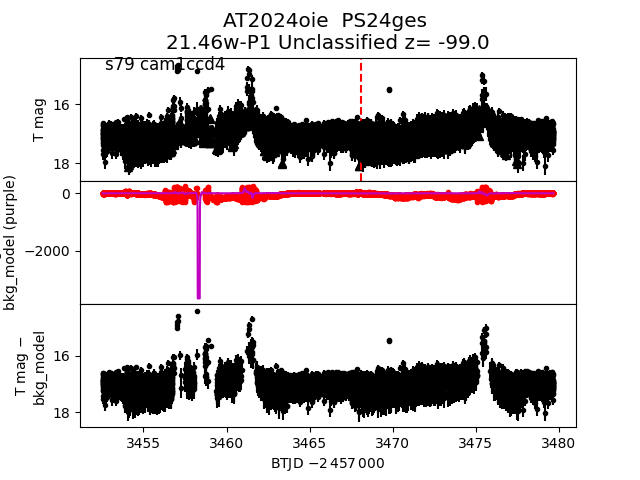 AT2024oie PS24ges
21.46w-P1 Unclassified z= -99.0
s79 cam1ccd4
T mag
16
18
bkg_model (purple)
0
−2000
T mag −
bkg_model
16
18
3455 3460 3465 3470 3475 3480
BTJD −2 457 000